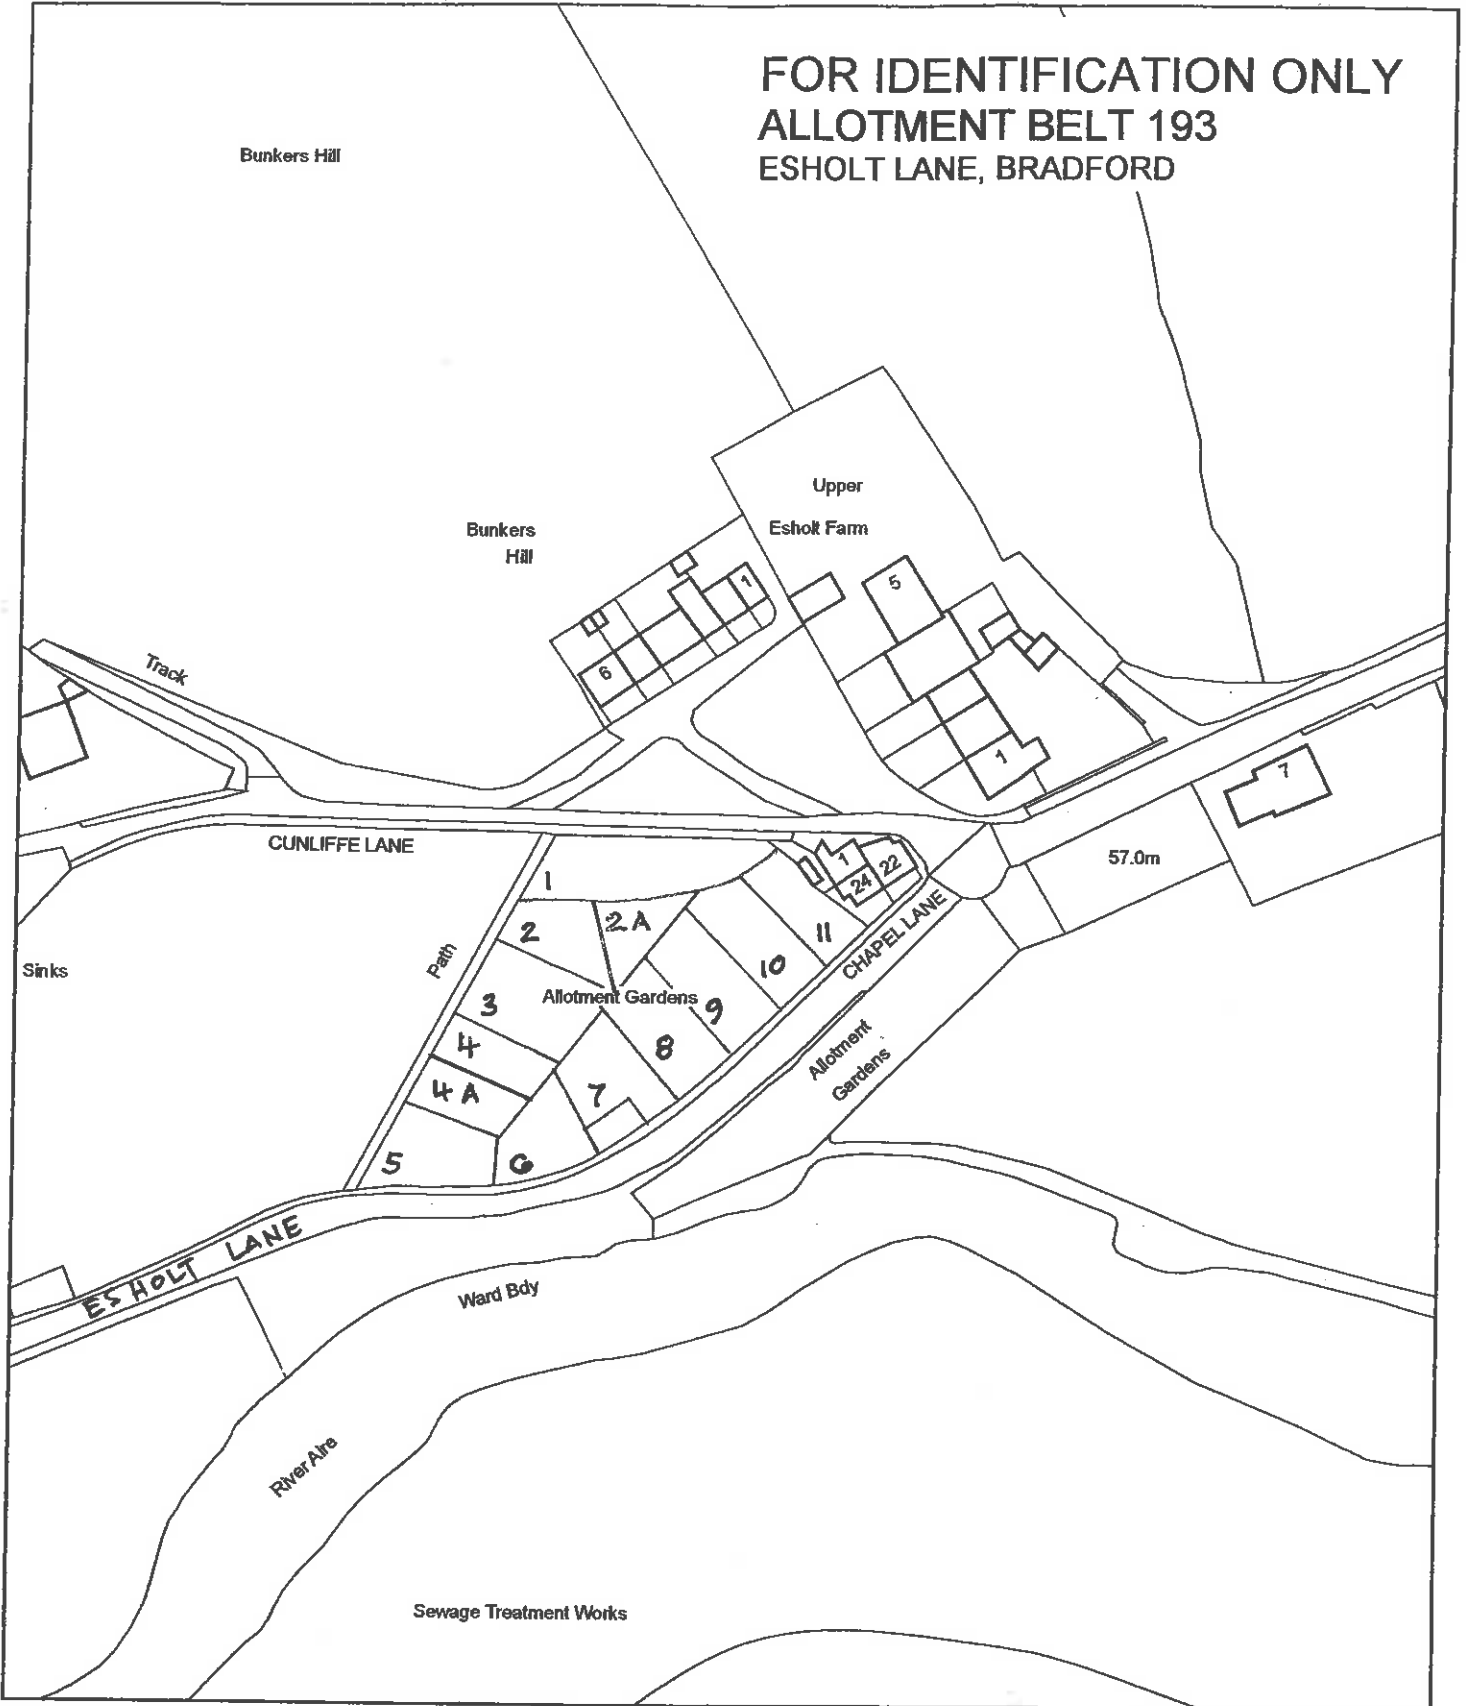 FOR IDENTIFICATION ONLY
ALLOTMENT BELT 193
ESHOLT LANE, BRADFORD
Bunkers Hill
Upper
Esholt Farm
Bunkers
Hill
1
5
6
Track
1
7
CUNLIFFE LANE
57.0m
1
22
24
1
2
2A
11
CHAPEL LANE
Path
10
Sinks
3
Allotment Gardens
9
4
8
Allotment
Gardens
4A
7
5
6
ESHOLT LANE
Ward Bdy
River Aire
Sewage Treatment Works